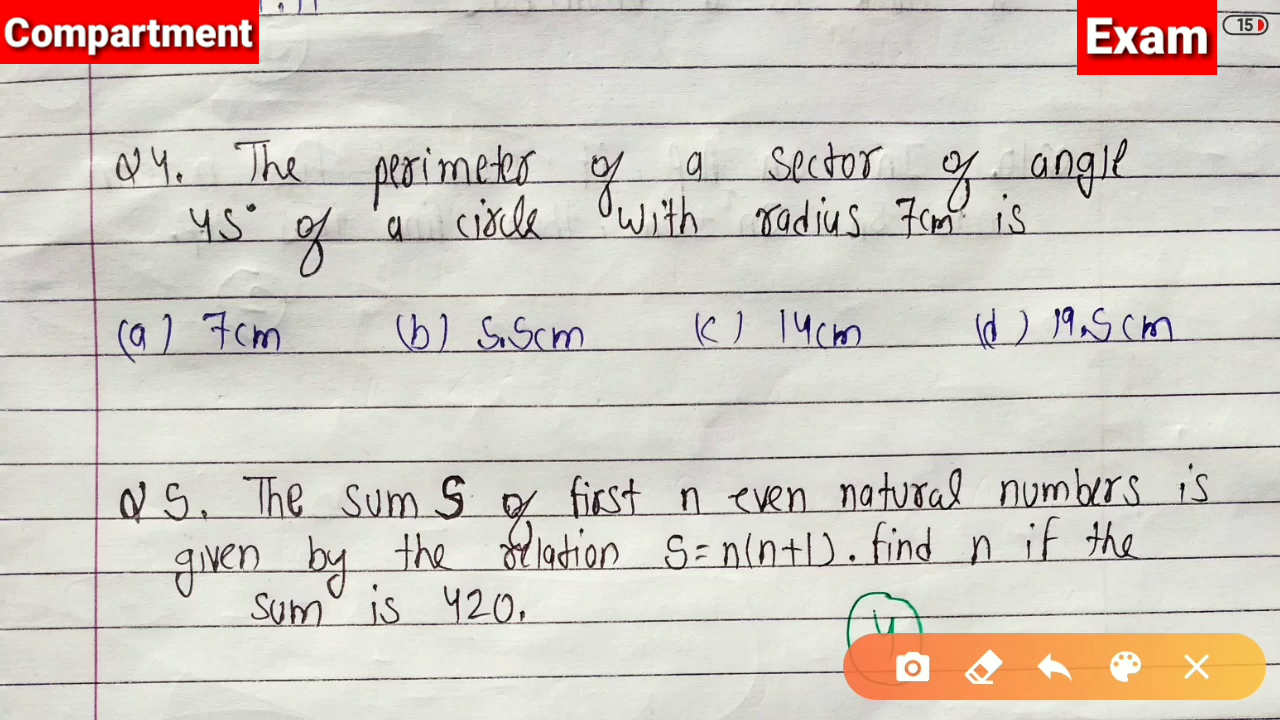 Compartment
Exam
15
Q4. The perimeter of a sector of angle
45° of a circle with radius 7cm is
(a) 7cm (b) 5.5cm (c) 14cm (d) 19.5cm
Q5. The sum S of first n even natural numbers is
given by the relation S=n(n+1). find n if the
sum is 420.
4